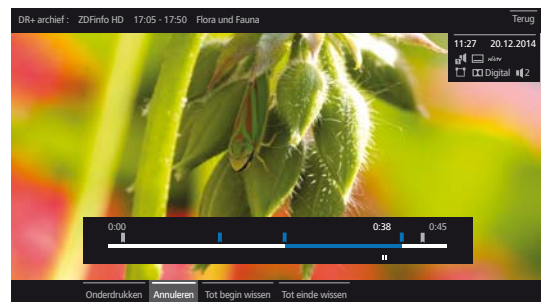 DR+ archief : ZDFinfo HD 17:05 - 17:50 Flora und Fauna
Terug
11:27 20.12.2014
HbbTV
Digital 2
0:00 0:38 0:45
Onderdrukken Annuleren Tot begin wissen Tot einde wissen